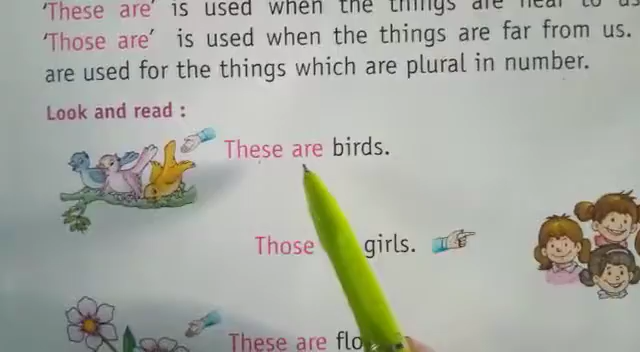 'These are' is used when the things are near to us
'Those are' is used when the things are far from us.
are used for the things which are plural in number.
Look and read :
These are birds.
Those girls.
These are